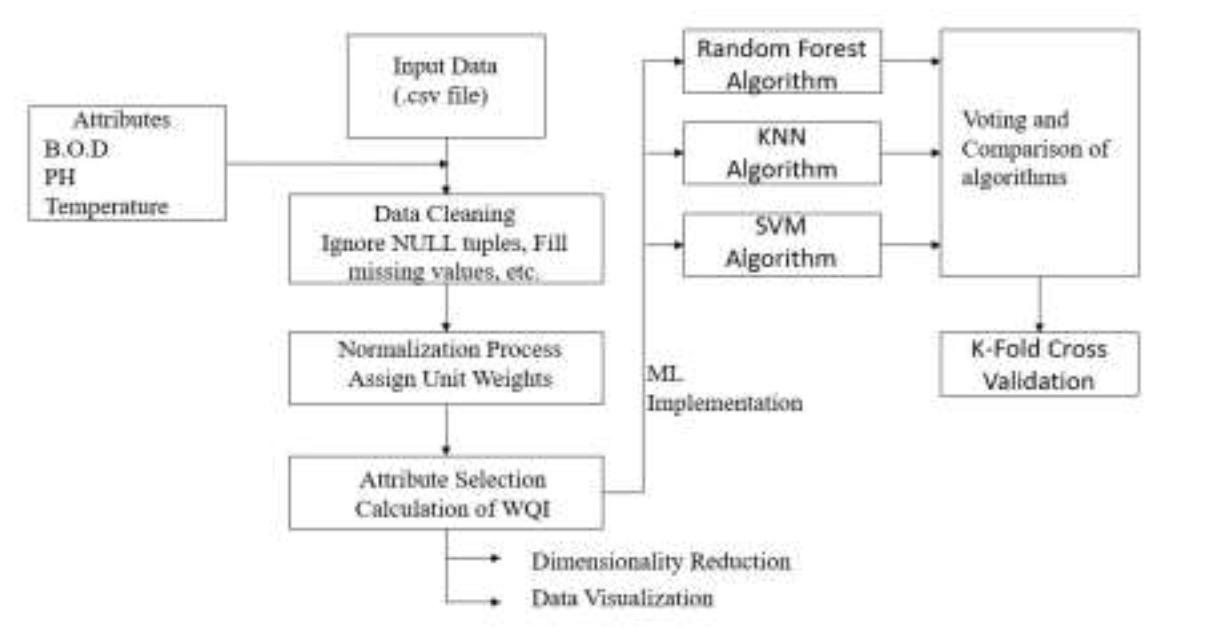 Input Data
(.csv file)
Attributes
B.O.D
PH
Temperature
Data Cleaning
Ignore NULL tuples, Fill
missing values, etc.
Normalization Process
Assign Unit Weights
Attribute Selection
Calculation of WQI
Dimensionality Reduction
Data Visualization
ML
Implementation
Random Forest
Algorithm
KNN
Algorithm
SVM
Algorithm
Voting and
Comparison of
algorithms
K-Fold Cross
Validation